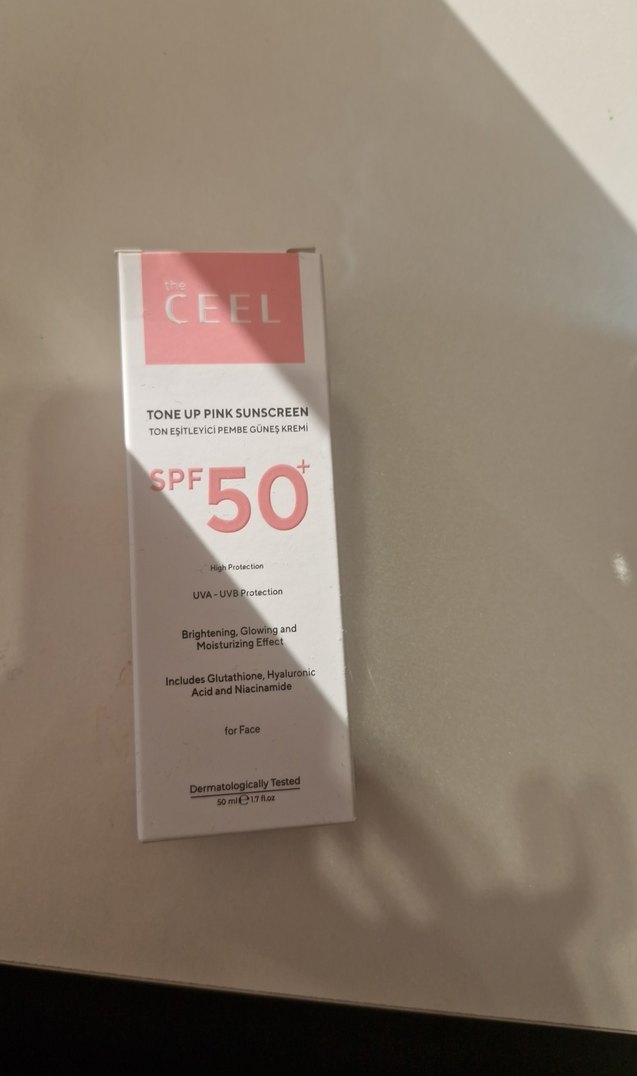 the
CEEL
TONE UP PINK SUNSCREEN
TON EŞİTLEYİCİ PEMBE GÜNEŞ KREMİ
SPF 50+
High Protection
UVA - UVB Protection
Brightening, Glowing and
Moisturizing Effect
Includes Glutathione, Hyaluronic
Acid and Niacinamide
for Face
Dermatologically Tested
50 ml ℮ 1.7 fl.oz